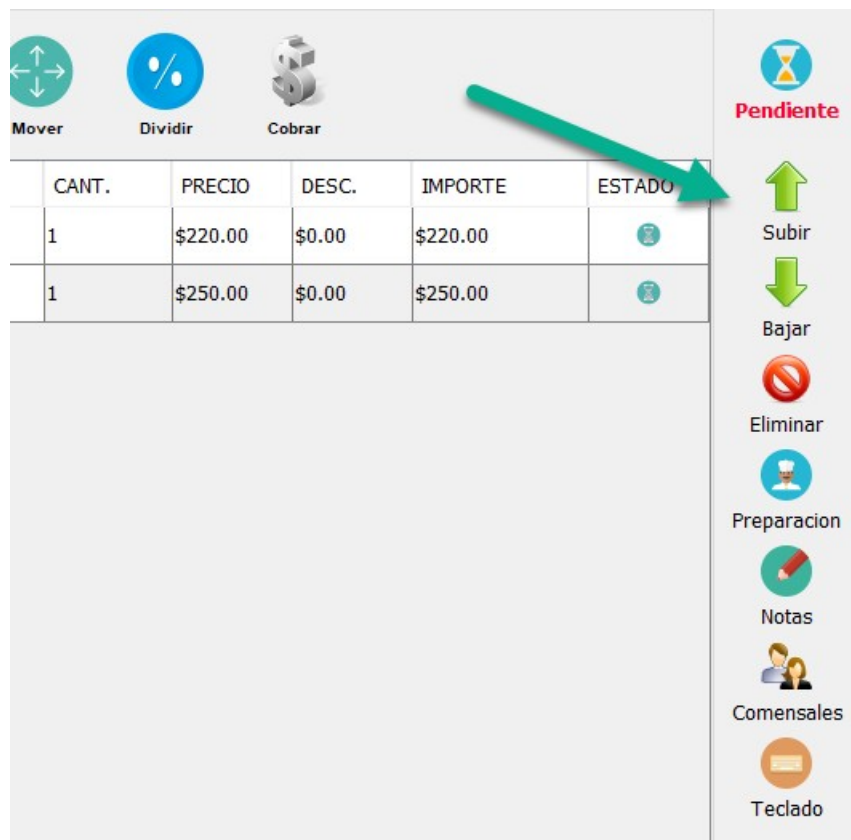 Mover Dividir Cobrar
Pendiente
CANT. PRECIO DESC. IMPORTE ESTADO
1 $220.00 $0.00 $220.00
1 $250.00 $0.00 $250.00
Subir
Bajar
Eliminar
Preparacion
Notas
Comensales
Teclado